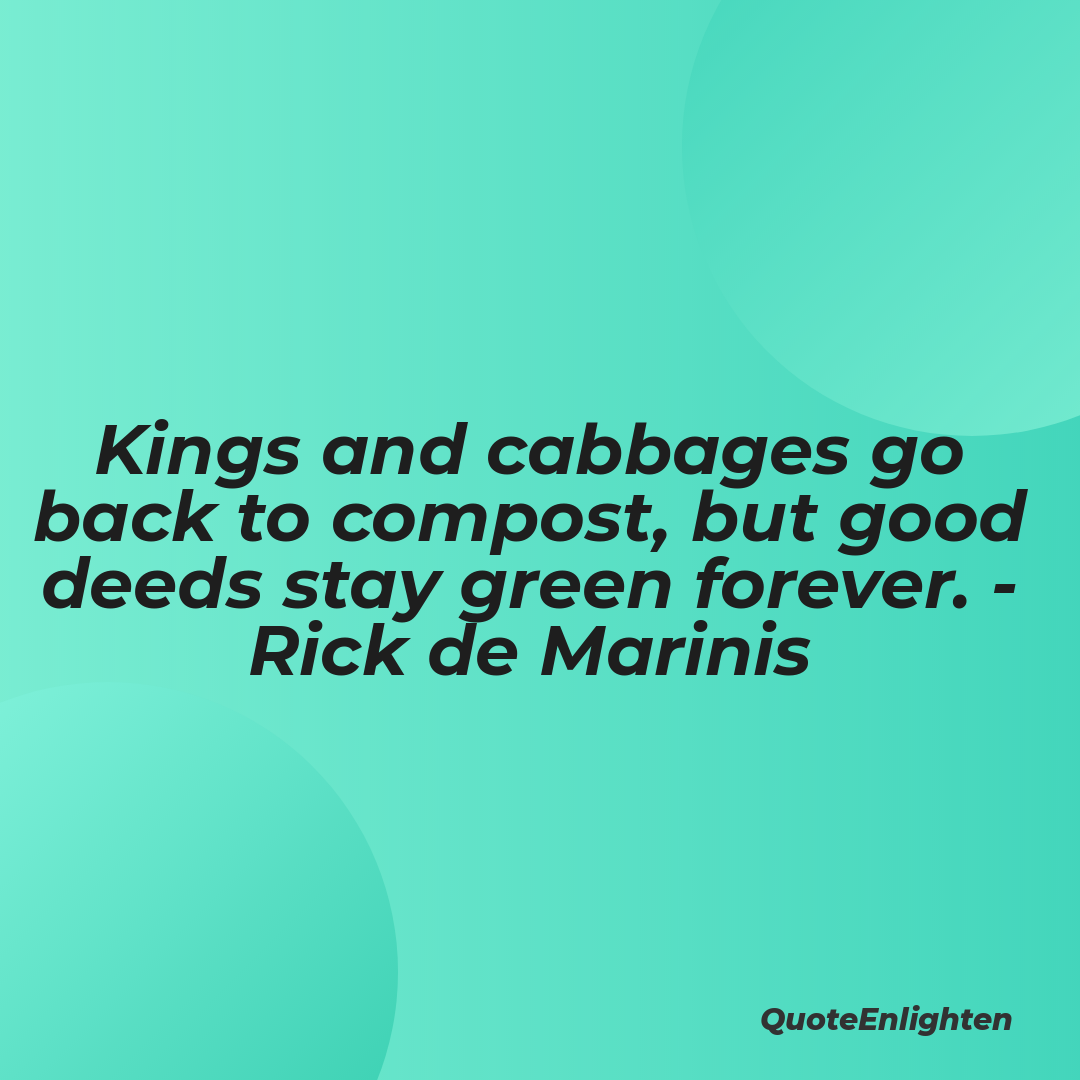 Kings and cabbages go
back to compost, but good
deeds stay green forever. -
Rick de Marinis
QuoteEnlighten